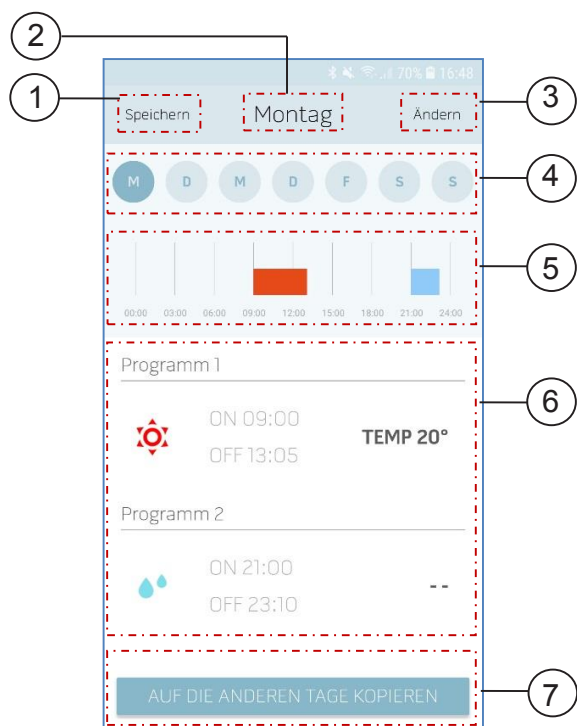 2
70% 16:48
1
Speichern
Montag
Ändern
3
M D M D F S S
4
5
00:00 03:00 06:00 09:00 12:00 15:00 18:00 21:00 24:00
Programm 1
ON 09:00
OFF 13:05
TEMP 20°
6
Programm 2
ON 21:00
OFF 23:10
--
AUF DIE ANDEREN TAGE KOPIEREN
7